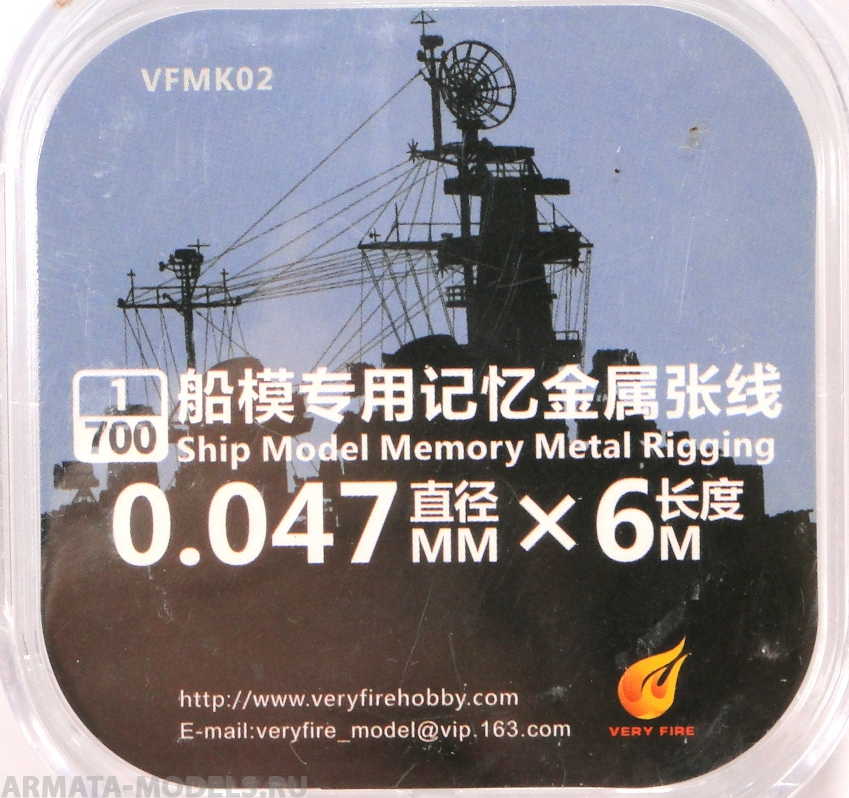 VFMK02
1
700
船模专用记忆金属张线
Ship Model Memory Metal Rigging
0.047 直径 MM × 6 长度 M
http://www.veryfirehobby.com
E-mail:veryfire_model@vip.163.com
VERY FIRE
ARMATA-MODELS.RU